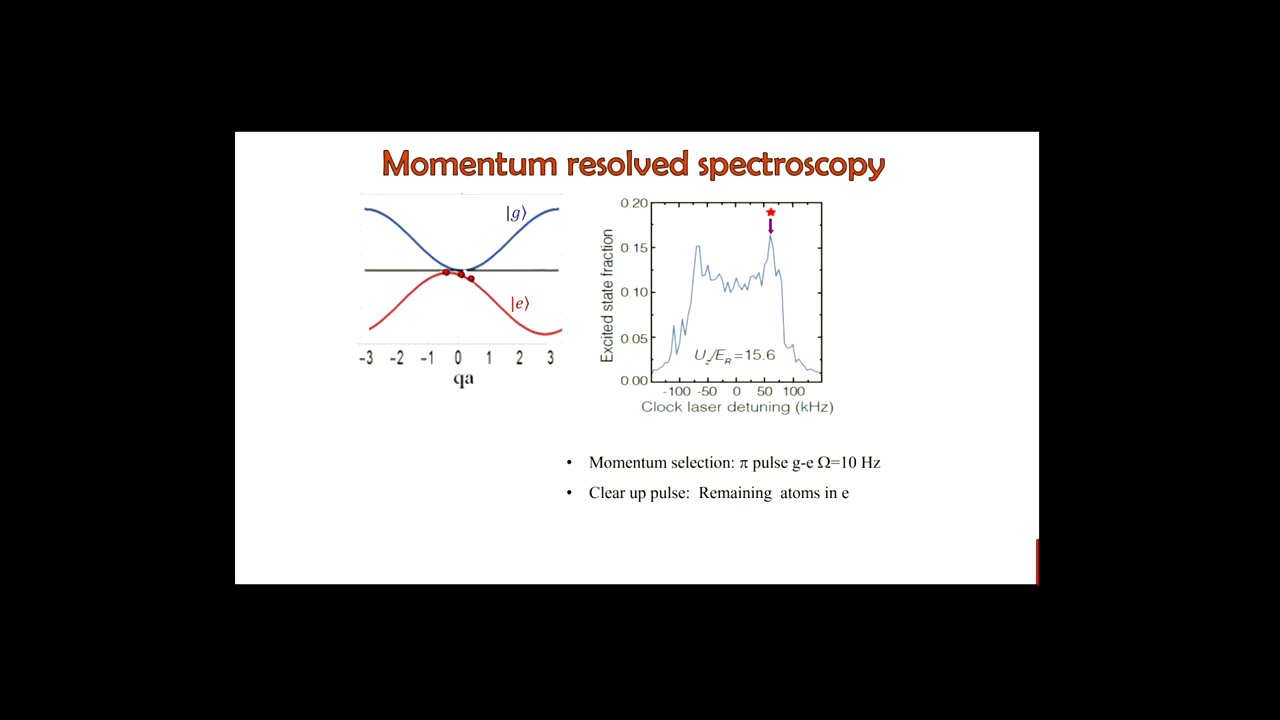 Momentum resolved spectroscopy
|g⟩
|e⟩
-3 -2 -1 0 1 2 3
qa
0.20
0.15
0.10
0.05
0.00
Excited state fraction
U_z/E_R=15.6
-100 -50 0 50 100
Clock laser detuning (kHz)
• Momentum selection: π pulse g-e Ω=10 Hz
• Clear up pulse: Remaining atoms in e